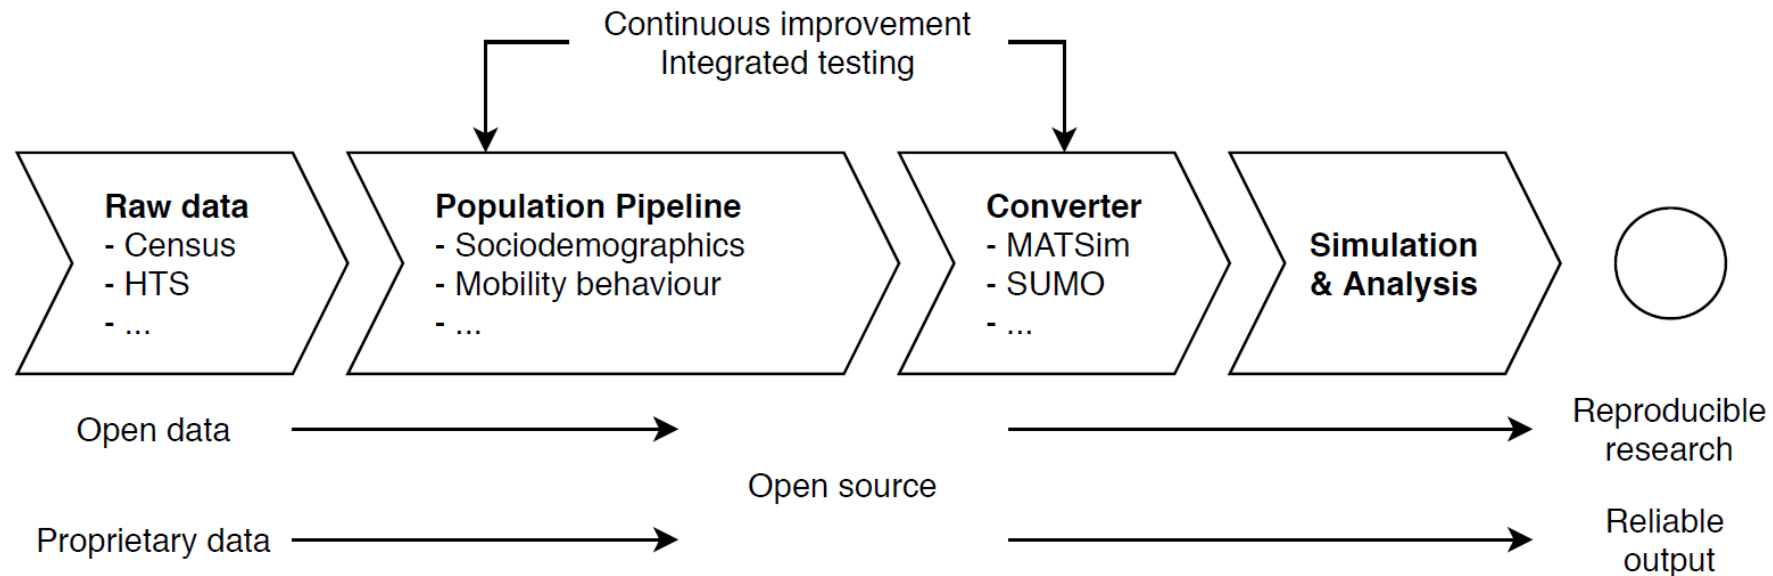 Continuous improvement
Integrated testing
Raw data
- Census
- HTS
- ...
Population Pipeline
- Sociodemographics
- Mobility behaviour
- ...
Converter
- MATSim
- SUMO
- ...
Simulation
& Analysis
Open data
Reproducible
research
Open source
Proprietary data
Reliable
output